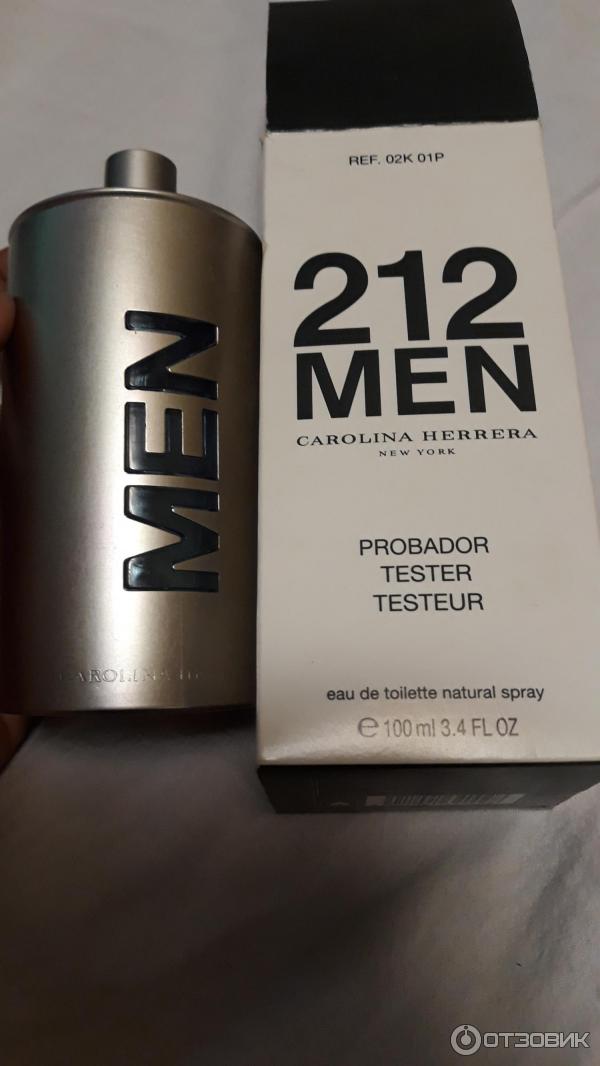 MEN
CAROLINA
REF. 02K 01P
212
MEN
CAROLINA HERRERA
NEW YORK
PROBADOR
TESTER
TESTEUR
eau de toilette natural spray
℮ 100 ml 3.4 FL OZ
ОТЗОВИК